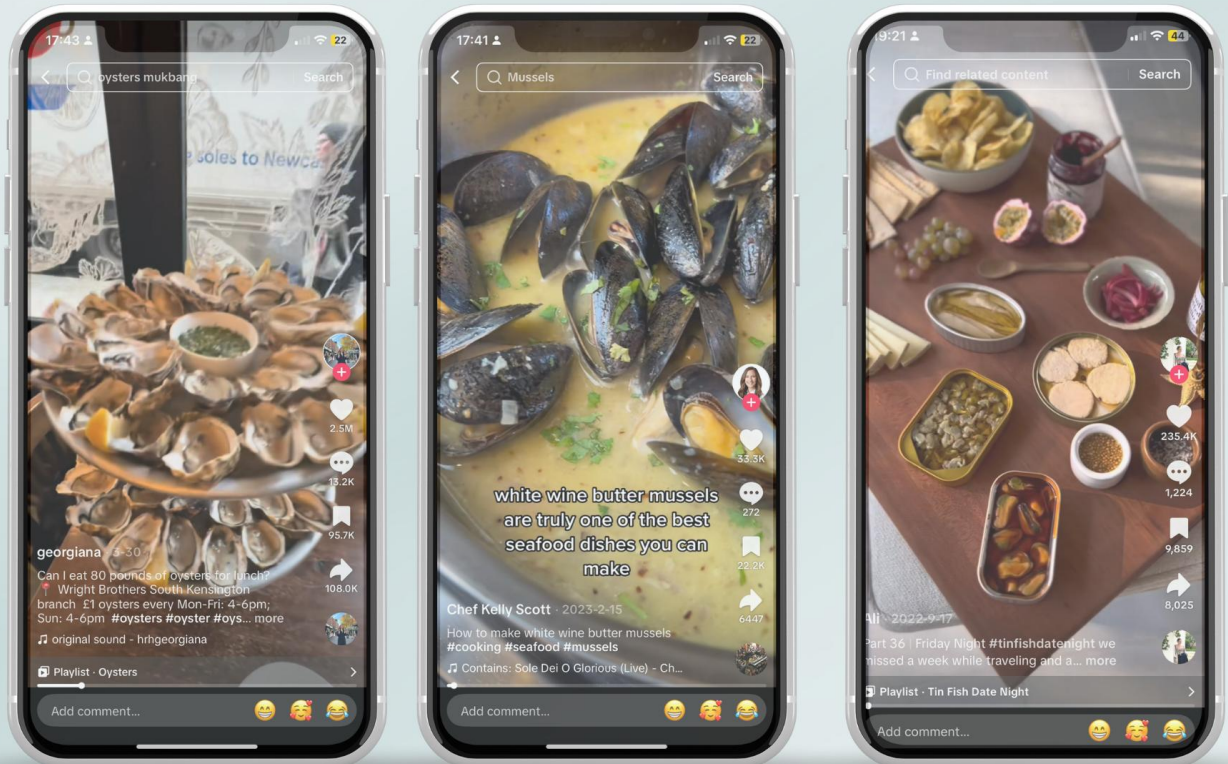 17:43
22
oysters mukbang
Search
soles to Newca
2.5M
13.2K
95.7K
108.0K
georgiana · 3-30
Can I eat 80 pounds of oysters for lunch?
📍 Wright Brothers South Kensington
branch £1 oysters every Mon-Fri: 4-6pm;
Sun: 4-6pm #oysters #oyster #oys... more
original sound - hrhgeorgiana
Playlist · Oysters
Add comment...
17:41
22
Mussels
Search
33.3K
272
22.2K
6447
white wine butter mussels
are truly one of the best
seafood dishes you can
make
Chef Kelly Scott · 2023-2-15
How to make white wine butter mussels
#cooking #seafood #mussels
Contains: Sole Dei O Glorious (Live) - Ch...
Add comment...
19:21
44
Find related content
Search
235.4K
1,224
9,859
8,025
Ali · 2022-9-17
Part 36 | Friday Night #tinfishdatenight we
missed a week while traveling and a... more
Playlist · Tin Fish Date Night
Add comment...